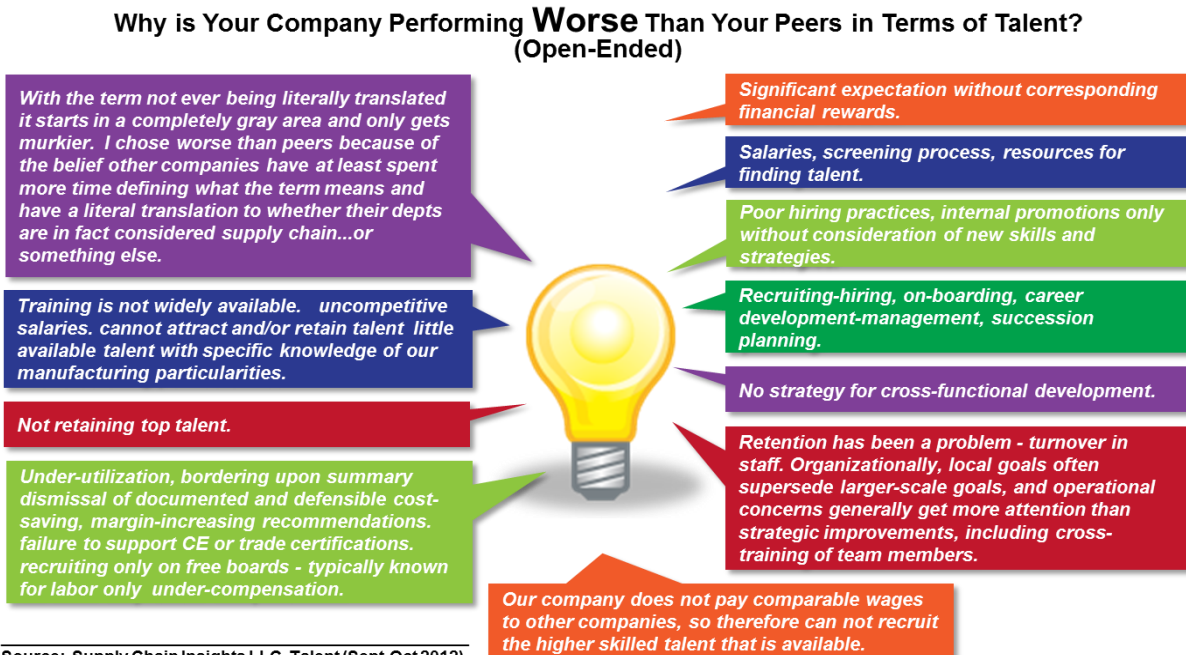 Why is Your Company Performing Worse Than Your Peers in Terms of Talent?
(Open-Ended)
With the term not ever being literally translated
it starts in a completely gray area and only gets
murkier.  I chose worse than peers because of
the belief other companies have at least spent
more time defining what the term means and
have a literal translation to whether their depts
are in fact considered supply chain...or
something else.
Training is not widely available.   uncompetitive
salaries. cannot attract and/or retain talent  little
available talent with specific knowledge of our
manufacturing particularities.
Not retaining top talent.
Under-utilization, bordering upon summary
dismissal of documented and defensible cost-
saving, margin-increasing recommendations.
failure to support CE or trade certifications.
recruiting only on free boards - typically known
for labor only  under-compensation.
Significant expectation without corresponding
financial rewards.
Salaries, screening process, resources for
finding talent.
Poor hiring practices, internal promotions only
without consideration of new skills and
strategies.
Recruiting-hiring, on-boarding, career
development-management, succession
planning.
No strategy for cross-functional development.
Retention has been a problem - turnover in
staff. Organizationally, local goals often
supersede larger-scale goals, and operational
concerns generally get more attention than
strategic improvements, including cross-
training of team members.
Our company does not pay comparable wages
to other companies, so therefore can not recruit
the higher skilled talent that is available.
Source: Supply Chain Insights LLC, Talent (Sept-Oct 2012)